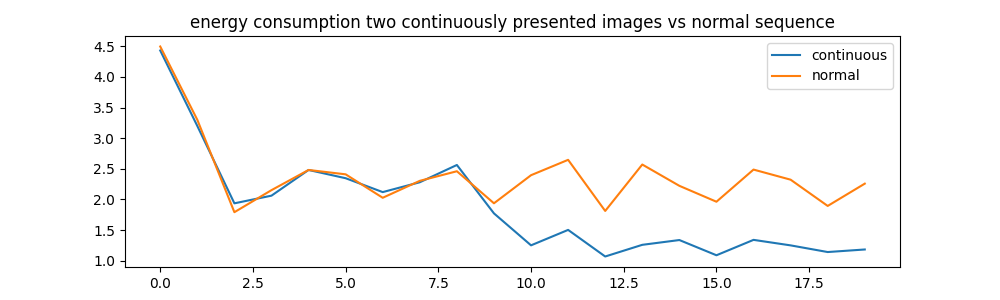 energy consumption two continuously presented images vs normal sequence
continuous
normal
4.5
4.0
3.5
3.0
2.5
2.0
1.5
1.0
0.0 2.5 5.0 7.5 10.0 12.5 15.0 17.5